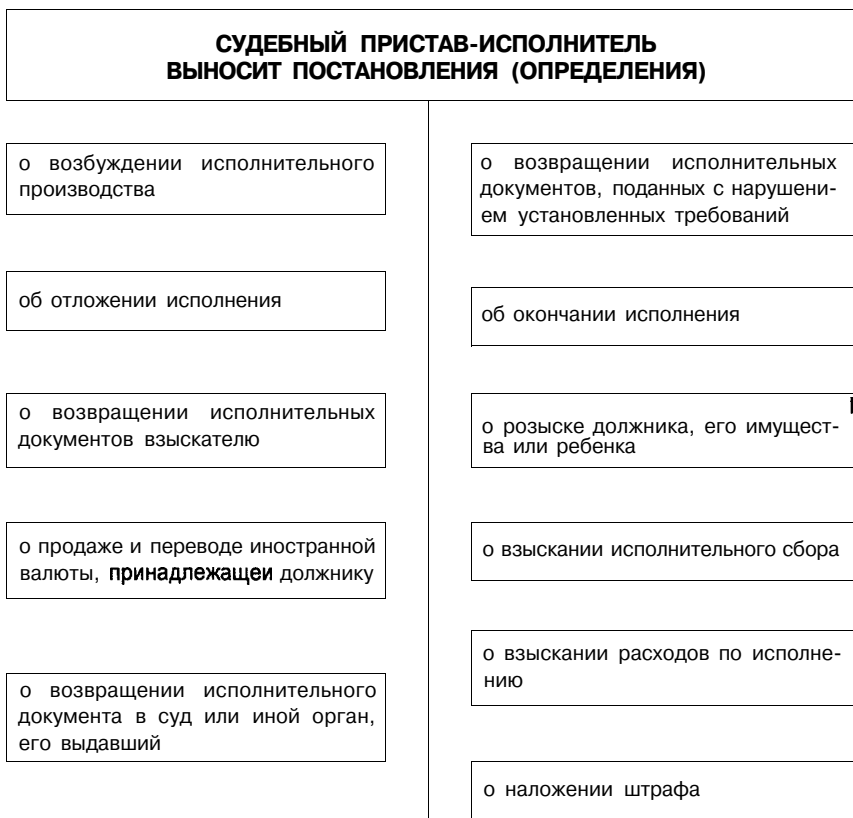 СУДЕБНЫЙ ПРИСТАВ-ИСПОЛНИТЕЛЬ
ВЫНОСИТ ПОСТАНОВЛЕНИЯ (ОПРЕДЕЛЕНИЯ)
о возбуждении исполнительного
производства
об отложении исполнения
о возвращении исполнительных
документов взыскателю
о продаже и переводе иностранной
валюты, принадлежащеи должнику
о возвращении исполнительного
документа в суд или иной орган,
его выдавший
о возвращении исполнительных
документов, поданных с нарушени-
ем установленных требований
об окончании исполнения
о розыске должника, его имущест-
ва или ребенка
о взыскании исполнительного сбора
о взыскании расходов по исполне-
нию
о наложении штрафа